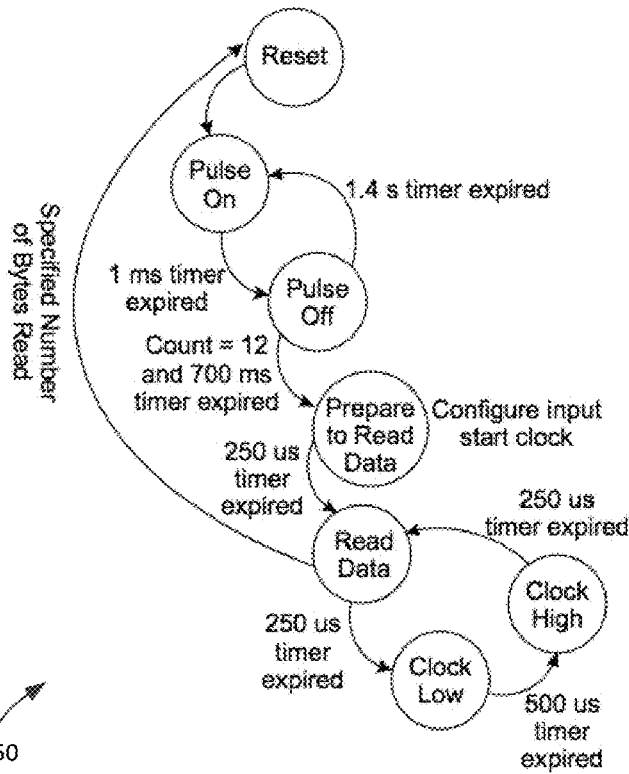 Reset
Pulse
On
1.4 s timer expired
1 ms timer
expired
Pulse
Off
Specified Number
of Bytes Read
Count = 12
and 700 ms
timer expired
Prepare
to Read
Data
Configure input
start clock
250 us
timer
expired
Read
Data
250 us
timer expired
Clock
High
250 us
timer
expired
Clock
Low
500 us
timer
expired